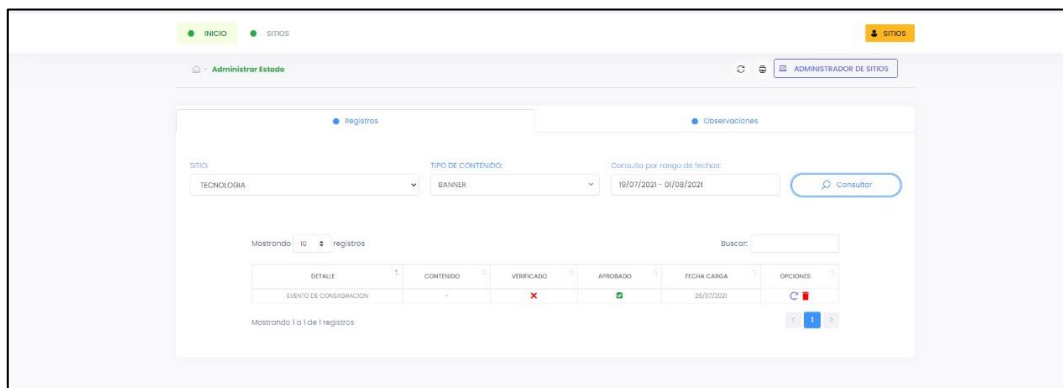 INICIO SITIOS SITIOS
Administrar Estado ADMINISTRADOR DE SITIOS
Registros Observaciones
SITIO: TIPO DE CONTENIDO: Consulta por rango de fechas:
TECNOLOGIA BANNER 19/07/2021 - 01/08/2021 Consultar
Mostrando 10 registros Buscar:
DETALLE CONTENIDO VERIFICADO APROBADO FECHA CARGA OPCIONES
EVENTO DE CONSAGRACION - 26/07/2021
Mostrando 1 a 1 de 1 registros < 1 >